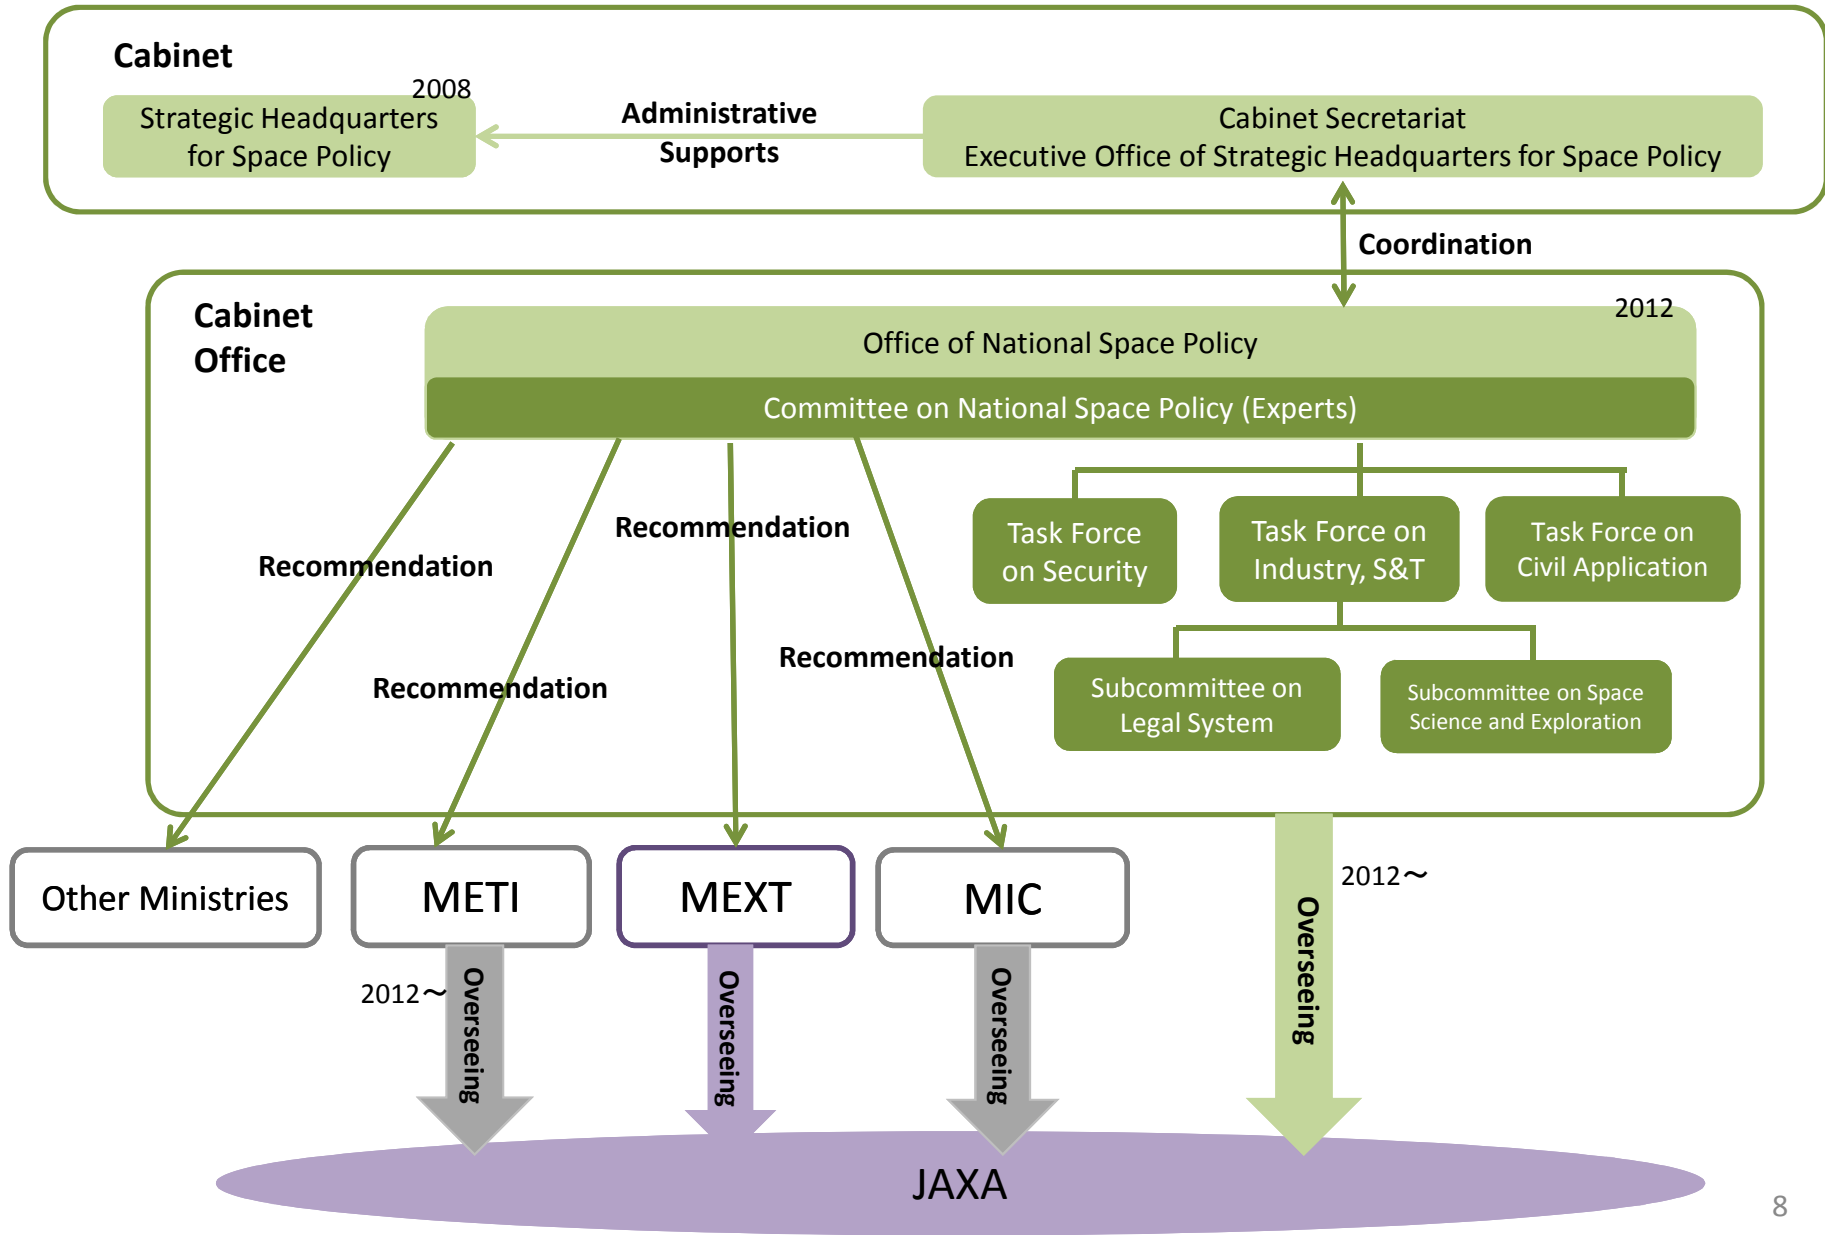 Cabinet
2008
Strategic Headquarters
for Space Policy
Administrative
Supports
Cabinet Secretariat
Executive Office of Strategic Headquarters for Space Policy
Coordination
Cabinet
Office
2012
Office of National Space Policy
Committee on National Space Policy (Experts)
Recommendation
Recommendation
Recommendation
Recommendation
Task Force
on Security
Task Force on
Industry, S&T
Task Force on
Civil Application
Subcommittee on
Legal System
Subcommittee on Space
Science and Exploration
Other Ministries
METI
MEXT
MIC
2012～
Overseeing
Overseeing
Overseeing
Overseeing
2012～
JAXA
8